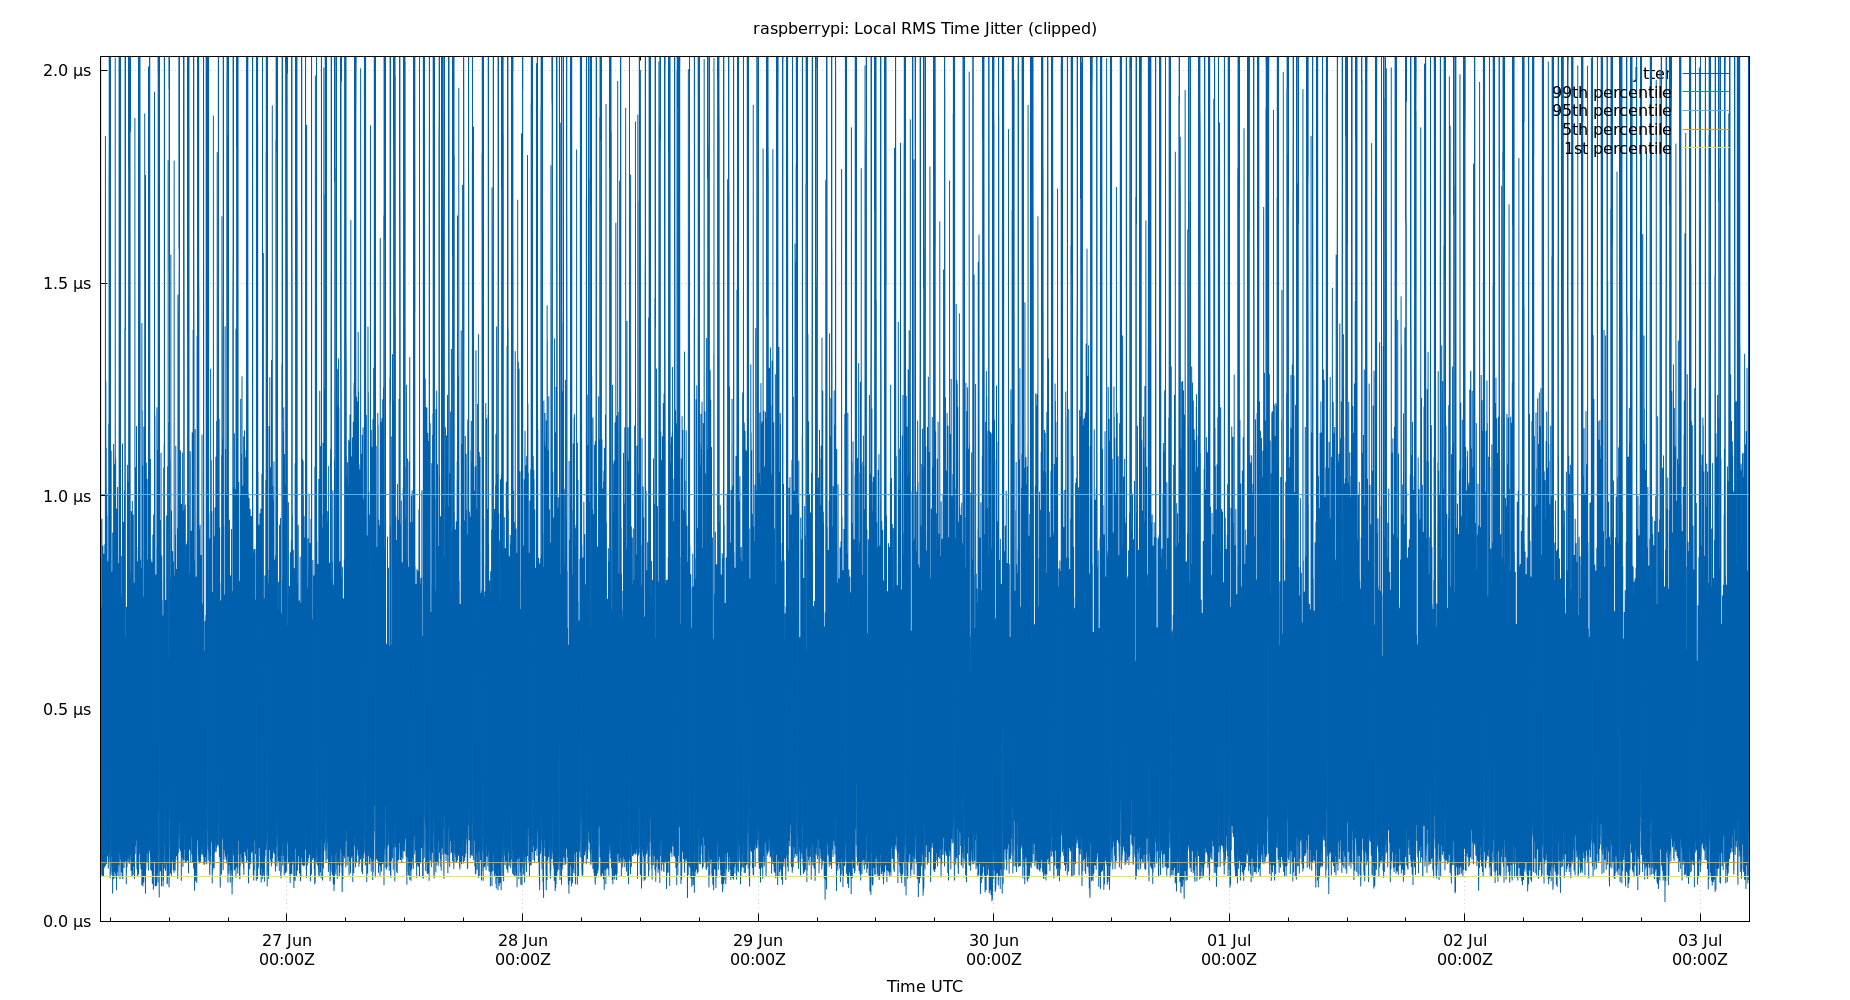 raspberrypi: Local RMS Time Jitter (clipped)
2.0 µs
1.5 µs
1.0 µs
0.5 µs
0.0 µs
jitter
99th percentile
95th percentile
5th percentile
1st percentile
27 Jun 28 Jun 29 Jun 30 Jun 01 Jul 02 Jul 03 Jul
00:00Z 00:00Z 00:00Z 00:00Z 00:00Z 00:00Z 00:00Z
Time UTC